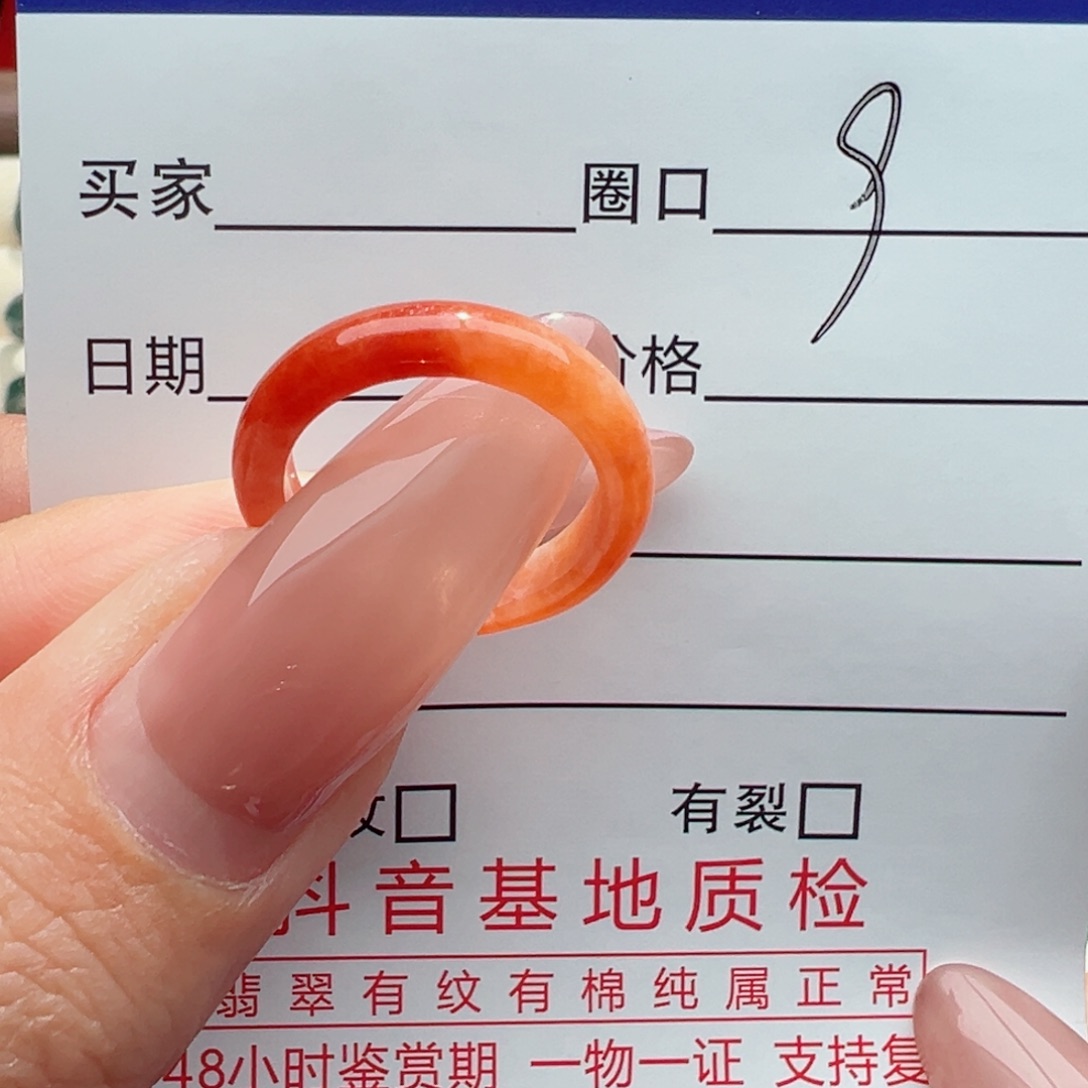 买家 圈口 9
日期 价格
有裂
抖音基地质检
翡翠有纹有棉纯属正常
48小时鉴赏期 一物一证 支持复